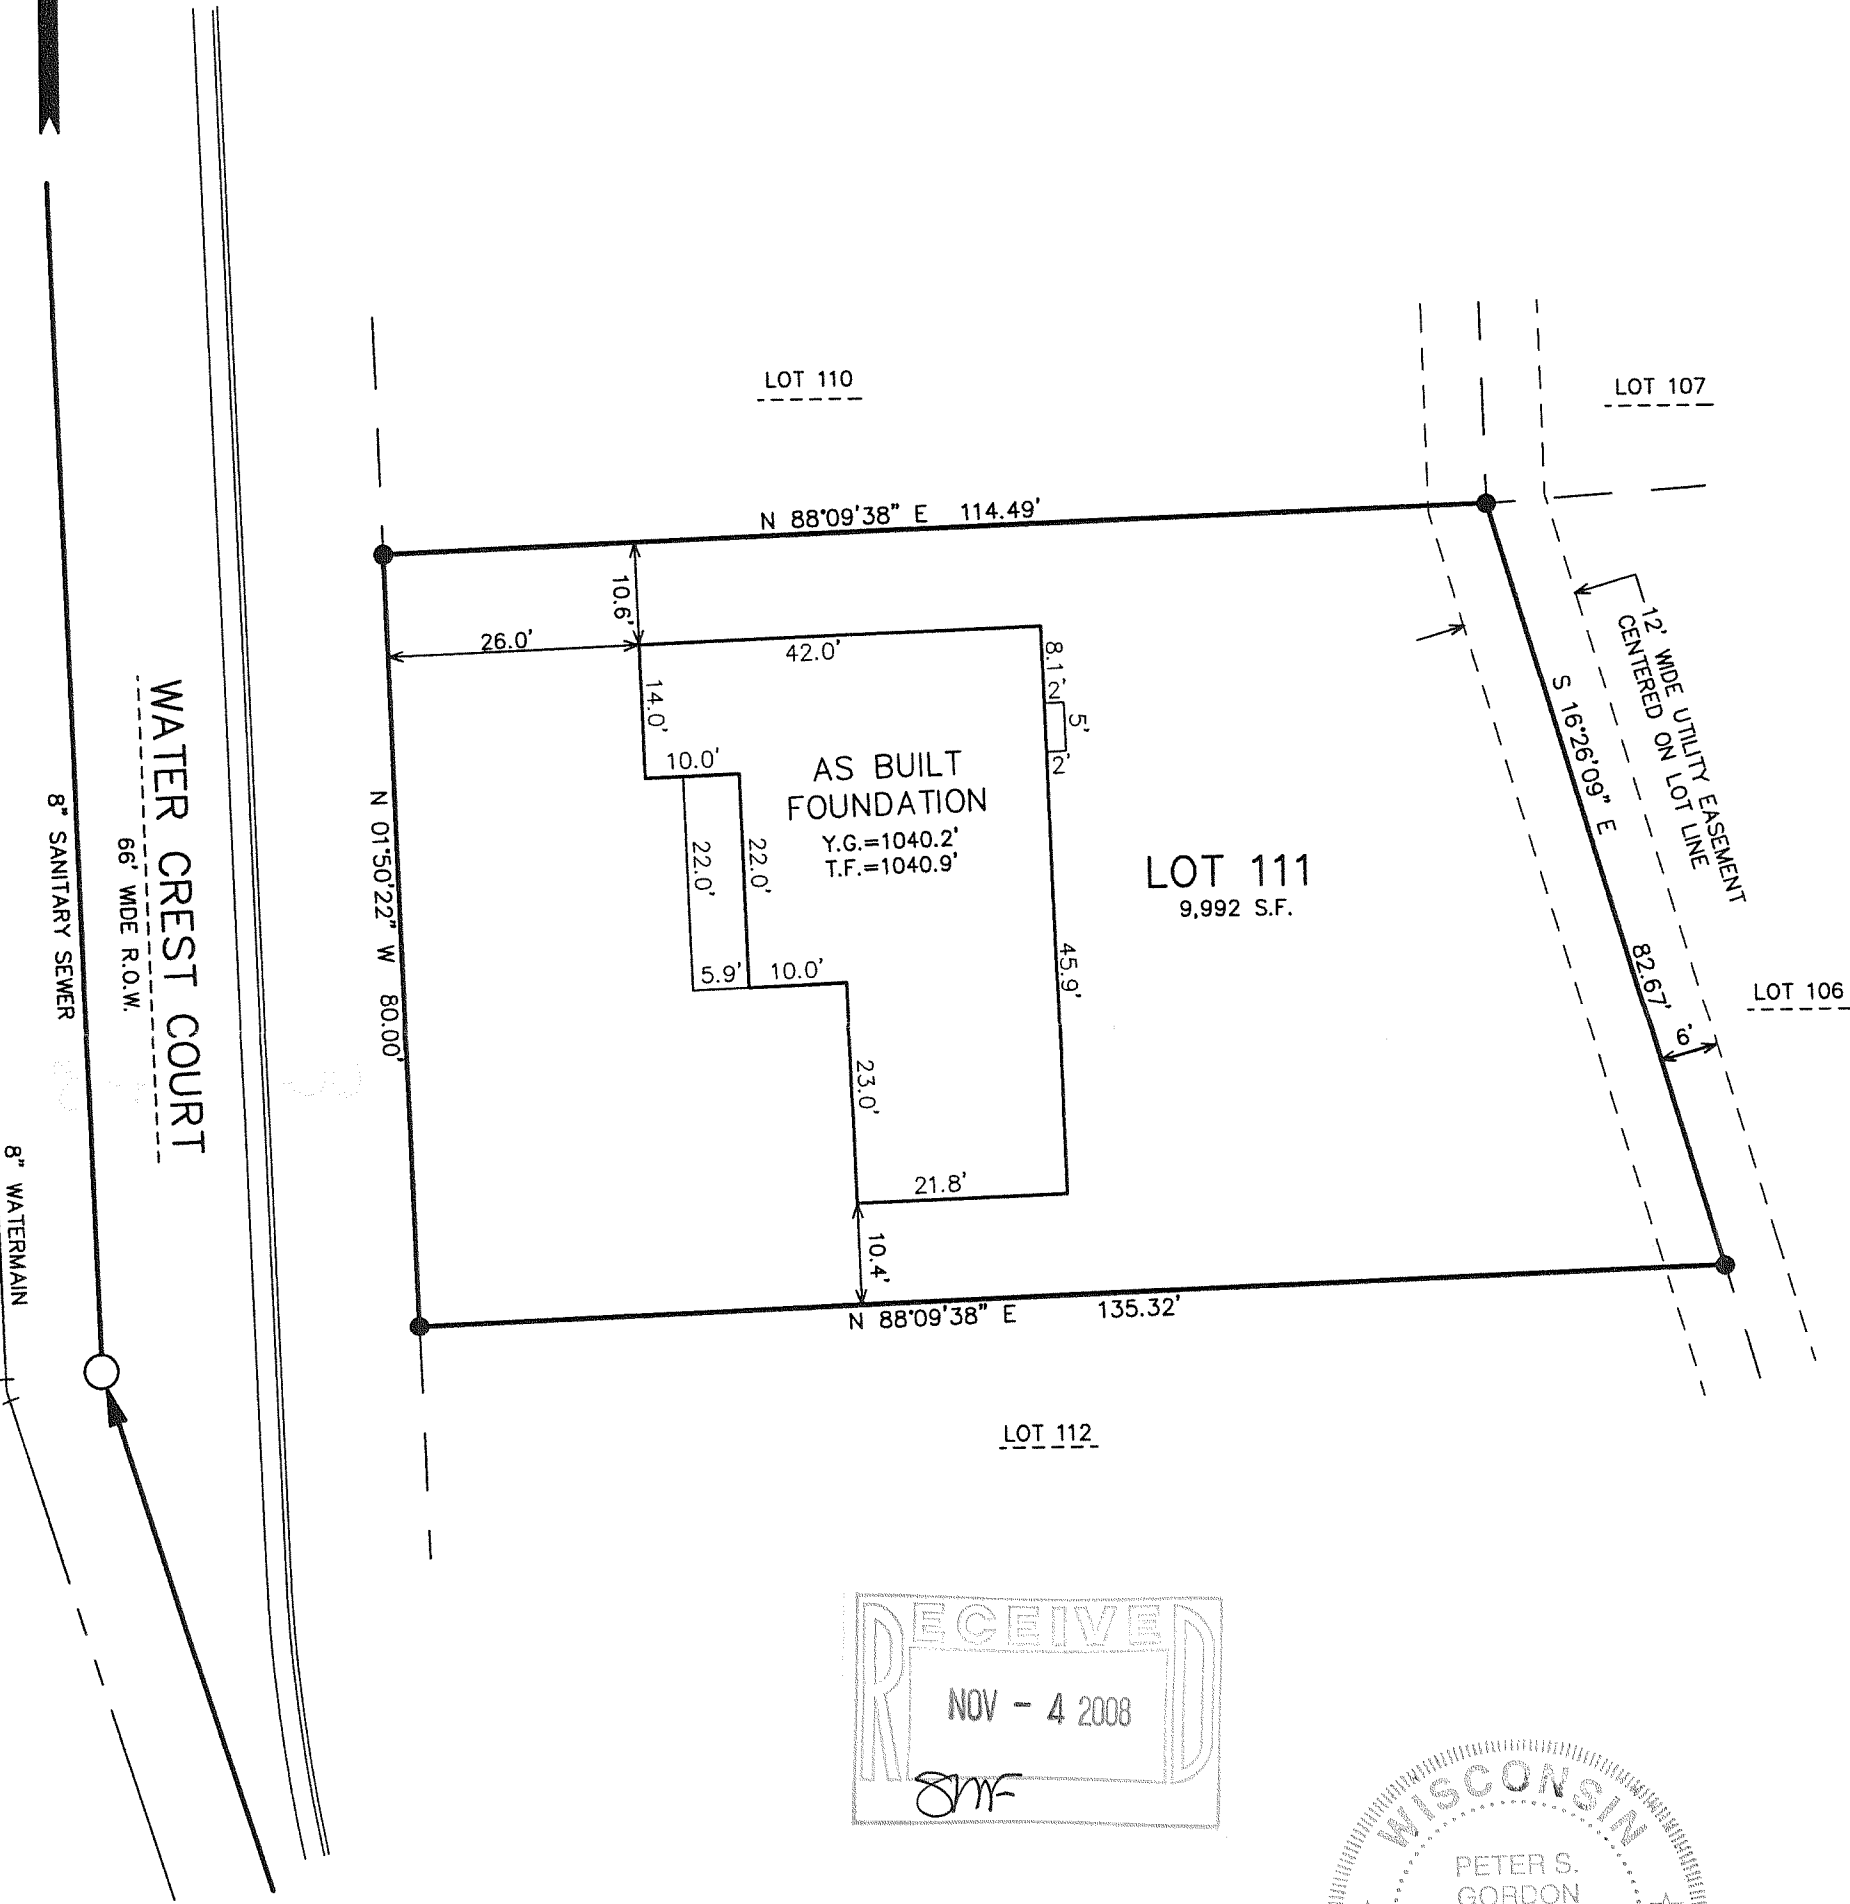 LOT 110
LOT 107
N 88°09'38" E 114.49'
10.6'
26.0'
42.0'
8.1'
2'
5'
2'
14.0'
10.0'
AS BUILT
FOUNDATION
Y.G.=1040.2'
T.F.=1040.9'
22.0'
22.0'
5.9'
10.0'
45.9'
23.0'
21.8'
10.4'
LOT 111
9,992 S.F.
12' WIDE UTILITY EASEMENT
CENTERED ON LOT LINE
S 16°26'09" E 82.67'
6'
LOT 106
N 01°50'22" W 80.00'
WATER CREST COURT
66' WIDE R.O.W.
8" SANITARY SEWER
8" WATERMAIN
N 88°09'38" E 135.32'
LOT 112
RECEIVED
NOV - 4 2008
WISCONSIN
PETER S.
GORDON